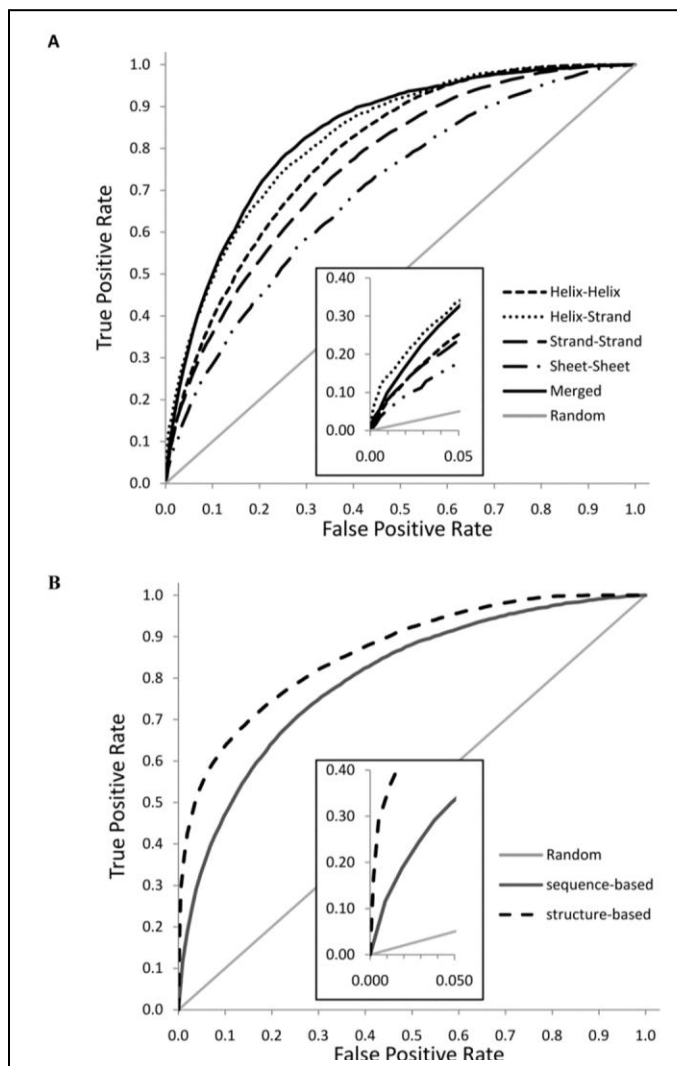 A
1.0
0.9
0.8
0.7
0.6
0.5
0.4
0.3
0.2
0.1
0.0
True Positive Rate
0.0 0.1 0.2 0.3 0.4 0.5 0.6 0.7 0.8 0.9 1.0
False Positive Rate
0.40
0.30
0.20
0.10
0.00
0.00 0.05
Helix-Helix
Helix-Strand
Strand-Strand
Sheet-Sheet
Merged
Random
B
1.0
0.9
0.8
0.7
0.6
0.5
0.4
0.3
0.2
0.1
0.0
True Positive Rate
0.0 0.1 0.2 0.3 0.4 0.5 0.6 0.7 0.8 0.9 1.0
False Positive Rate
0.40
0.30
0.20
0.10
0.00
0.000 0.050
Random
sequence-based
structure-based